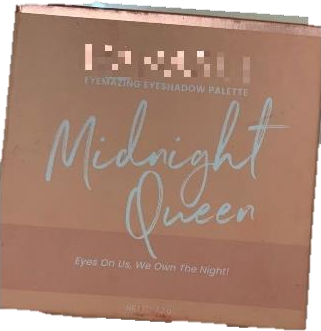 EYEMAZING EYESHADOW PALETTE
Midnight
Queen
Eyes On Us, We Own The Night!